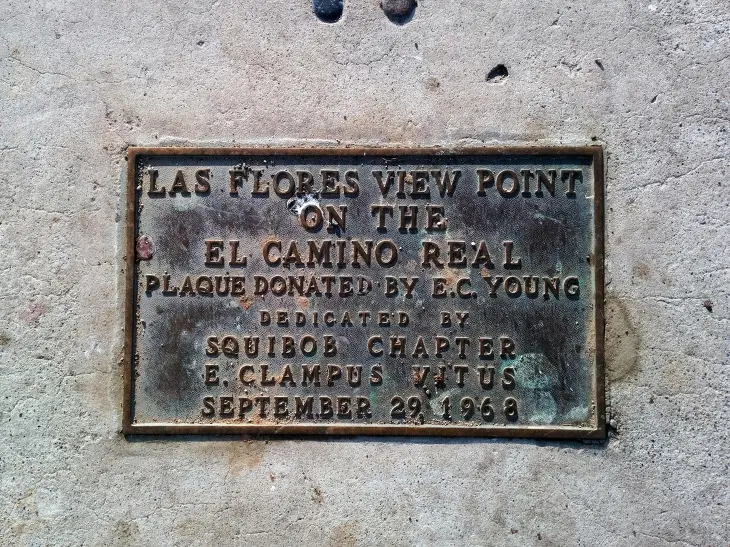 LAS FLORES VIEW POINT
ON THE
EL CAMINO REAL
PLAQUE DONATED BY E.C. YOUNG
DEDICATED BY
SQUIBOB CHAPTER
E. CLAMPUS VITUS
SEPTEMBER 29, 1968